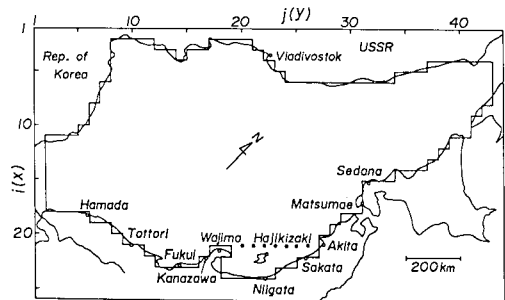 j(y)
1 10 20 30 40
1
Rep. of
Korea
Vladivostok
USSR
10
i(x)
N
Sedana
Matsumae
Hamada
20
Tottori
Fukui
Wajima
Hajikizaki
Akita
Kanazawa
Sakata
Niigata
200km